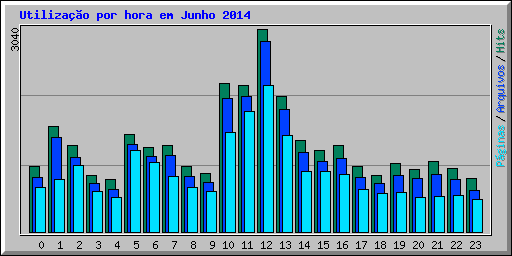 Utilização por hora em Junho 2014
3040
Páginas / Arquivos / Hits
0 1 2 3 4 5 6 7 8 9 10 11 12 13 14 15 16 17 18 19 20 21 22 23